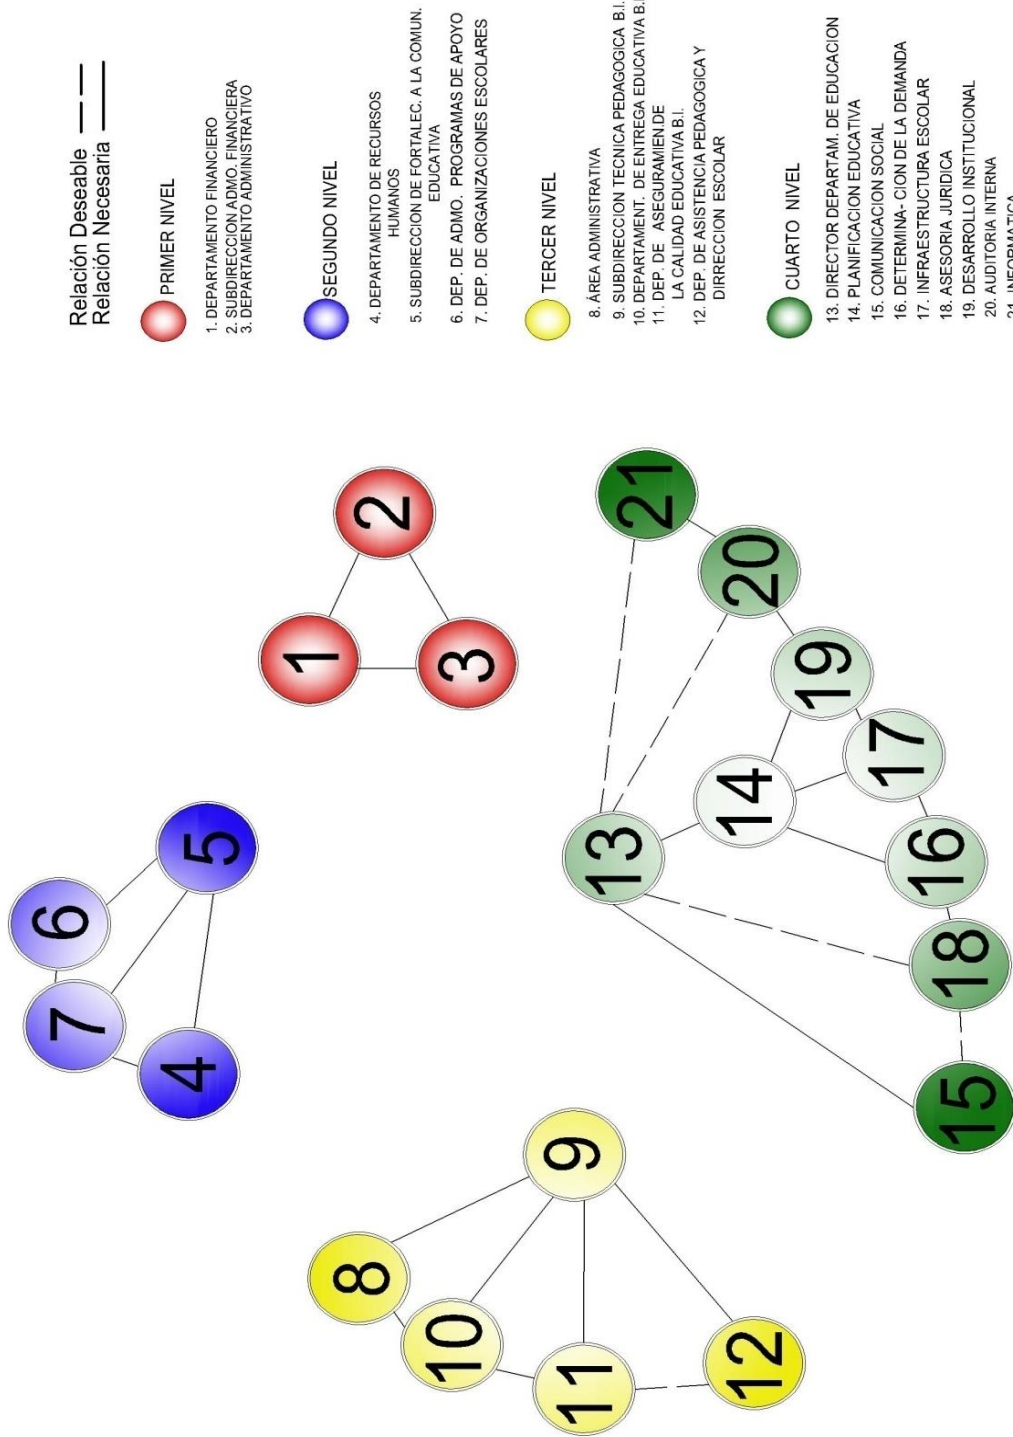 Relación Deseable
Relación Necesaria
PRIMER NIVEL
1. DEPARTAMENTO FINANCIERO
2. SUBDIRECCION ADMO. FINANCIERA
3. DEPARTAMENTO ADMINISTRATIVO
SEGUNDO NIVEL
4. DEPARTAMENTO DE RECURSOS
HUMANOS
5. SUBDIRECCION DE FORTALEC. A LA COMUN.
EDUCATIVA
6. DEP. DE ADMO. PROGRAMAS DE APOYO
7. DEP. DE ORGANIZACIONES ESCOLARES
TERCER NIVEL
8. ÁREA ADMINISTRATIVA
9. SUBDIRECCION TECNICA PEDAGOGICA B.I.
10. DEPARTAMENT. DE ENTREGA EDUCATIVA B.I.
11. DEP. DE ASEGURAMIEN.DE
LA CALIDAD EDUCATIVA B.I.
12. DEP. DE ASISTENCIA PEDAGOGICA Y
DIRRECCION ESCOLAR
CUARTO NIVEL
13. DIRECTOR DEPARTAM. DE EDUCACION
14. PLANIFICACION EDUCATIVA
15. COMUNICACION SOCIAL
16. DETERMINA- CION DE LA DEMANDA
17. INFRAESTRUCTURA ESCOLAR
18. ASESORIA JURIDICA
19. DESARROLLO INSTITUCIONAL
20. AUDITORIA INTERNA
21. INFORMATICA
6
7
5
4
1
2
3
8
9
10
11
12
13
21
20
14
19
17
16
18
15